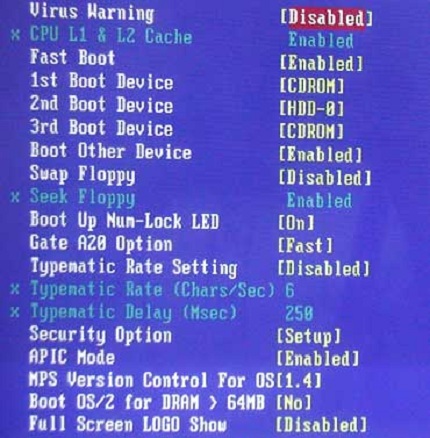 Virus Warning [Disabled]
x CPU L1 & L2 Cache Enabled
Fast Boot [Enabled]
1st Boot Device [CDROM]
2nd Boot Device [HDD-0]
3rd Boot Device [CDROM]
Boot Other Device [Enabled]
Swap Floppy [Disabled]
x Seek Floppy Enabled
Boot Up Num-Lock LED [On]
Gate A20 Option [Fast]
Typematic Rate Setting [Disabled]
x Typematic Rate (Chars/Sec) 6
x Typematic Delay (Msec) 250
Security Option [Setup]
APIC Mode [Enabled]
MPS Version Control For OS[1.4]
Boot OS/2 for DRAM > 64MB [No]
Full Screen LOGO Show [Disabled]